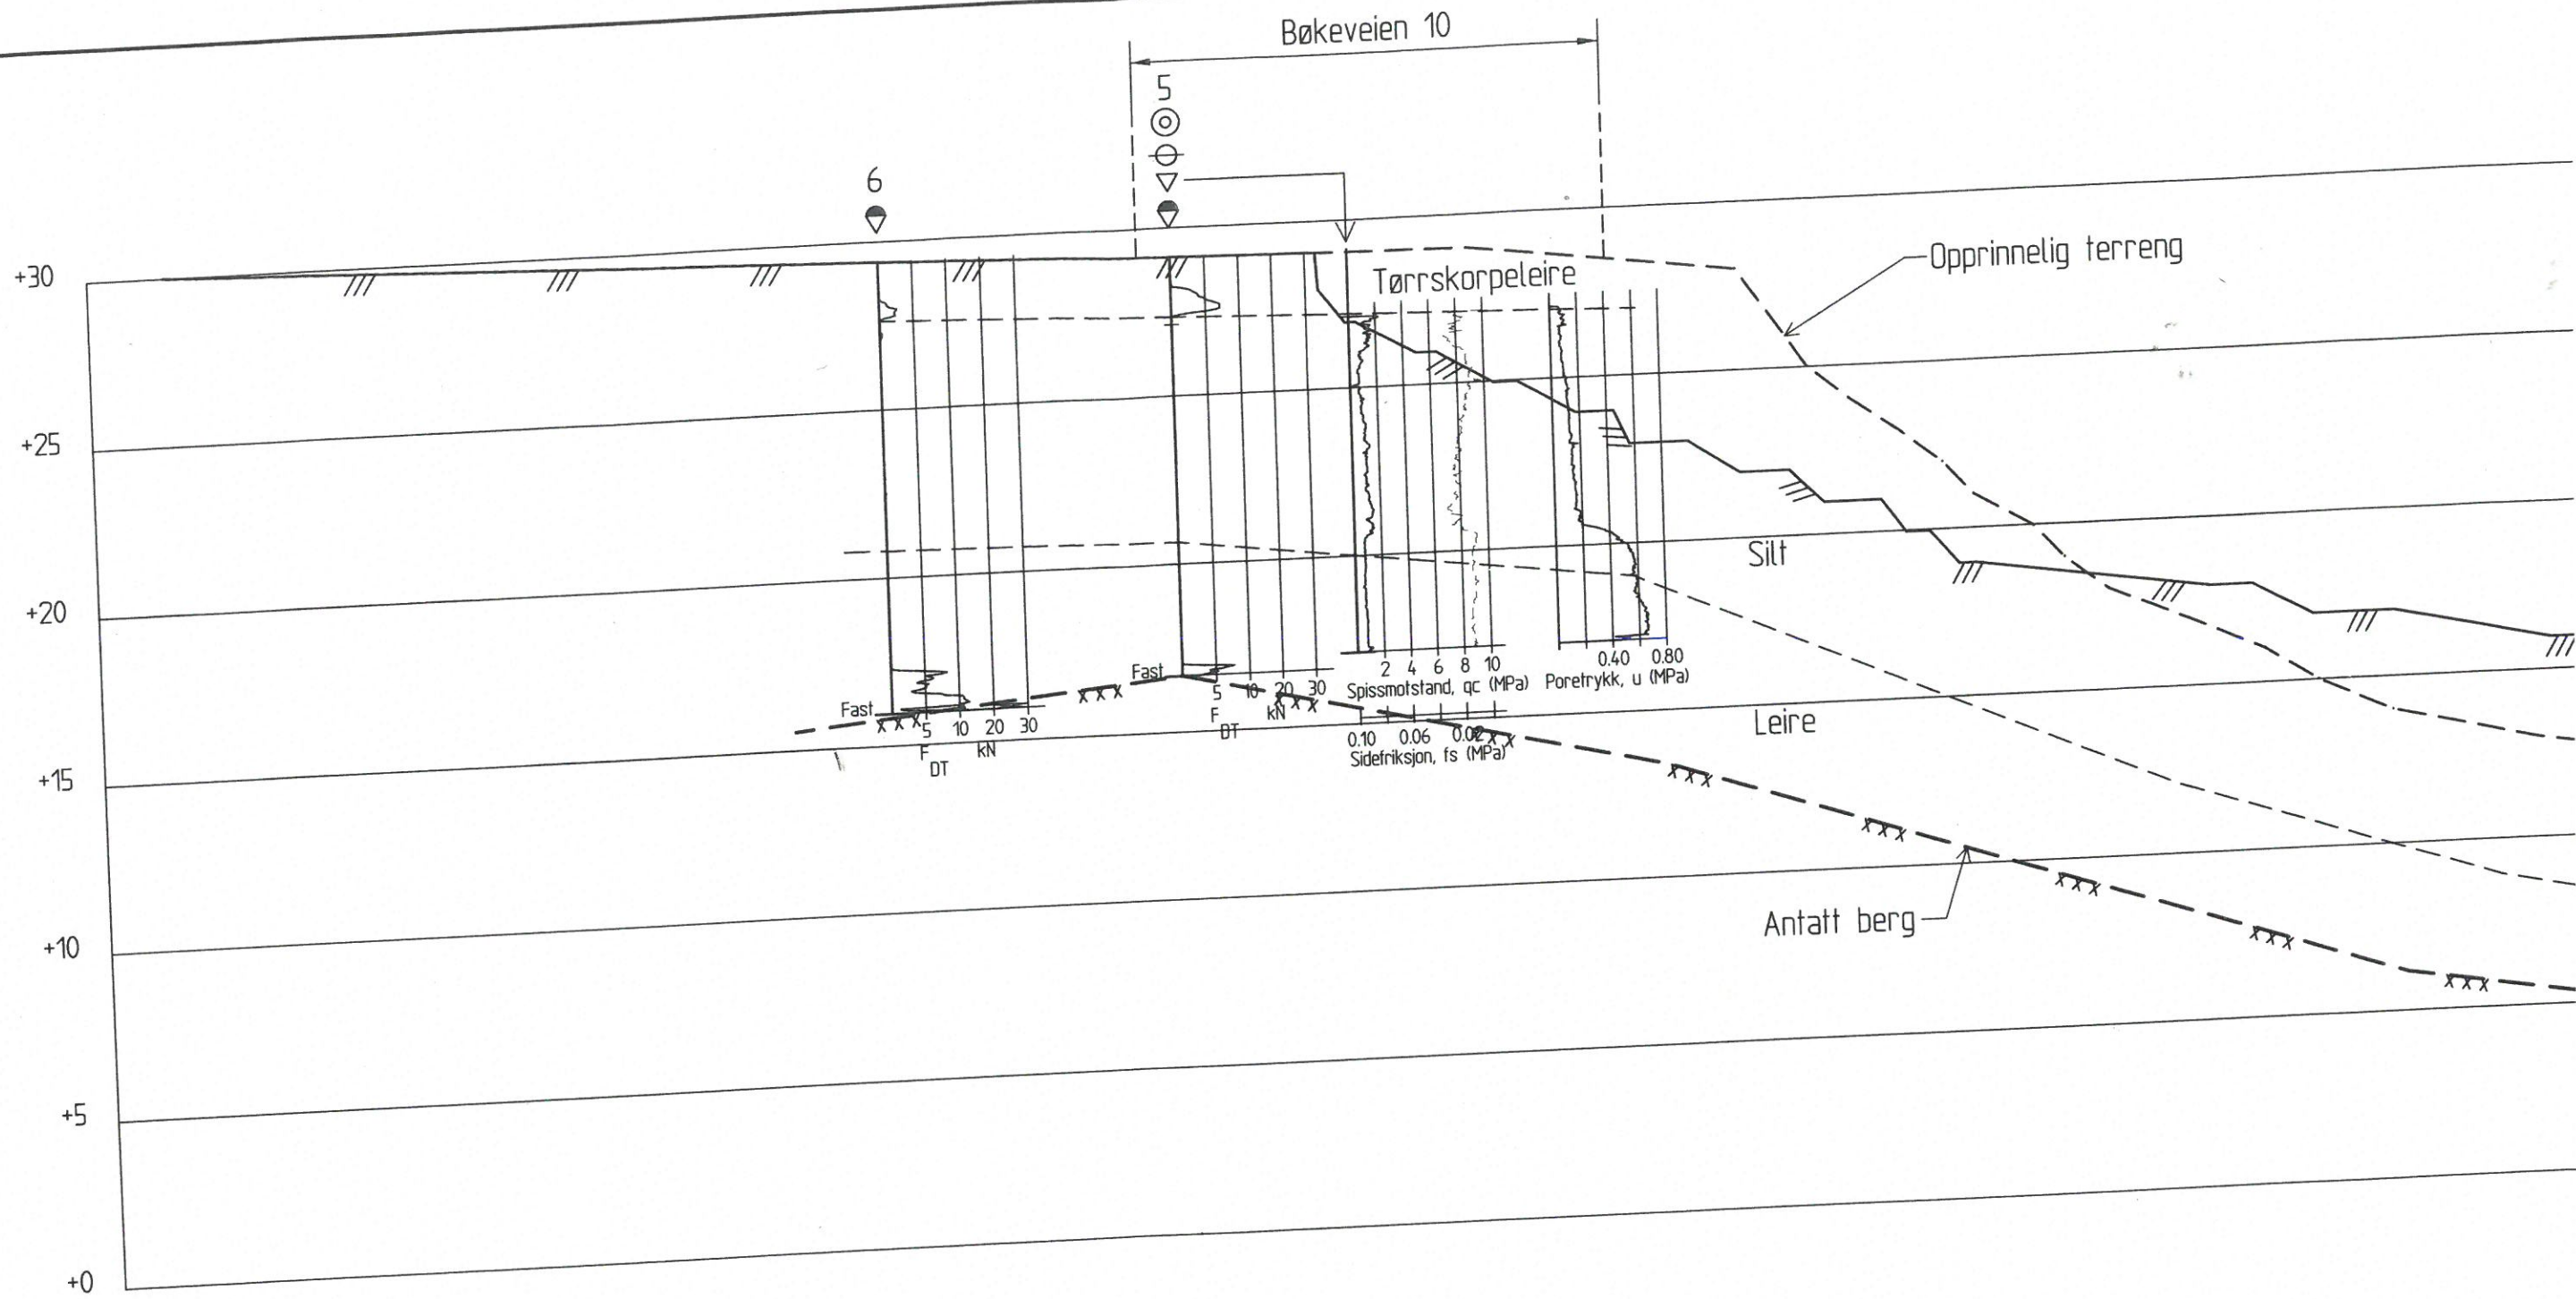 Bøkeveien 10
5
6
+30
Opprinnelig terreng
Tørrskorpeleire
+25
+20
Silt
Fast
Fast
2 4 6 8 10
0.40 0.80
Spissmotstand, qc (MPa)
Poretrykk, u (MPa)
5 10 20 30
F DT kN
5 10 20 30
F DT kN
0.10 0.06 0.02
Sidefriksjon, fs (MPa)
Leire
+15
Antatt berg
+10
+5
+0